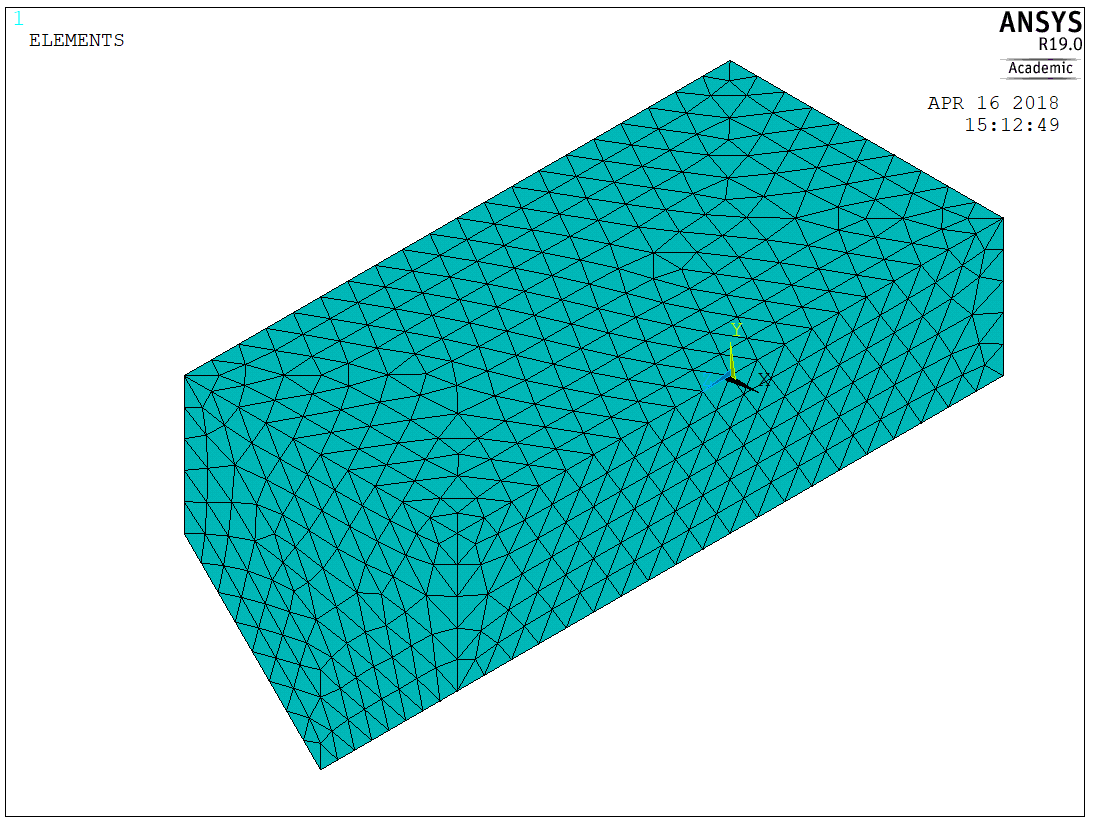 1
ELEMENTS
ANSYS
R19.0
Academic
APR 16 2018
15:12:49
Y
X